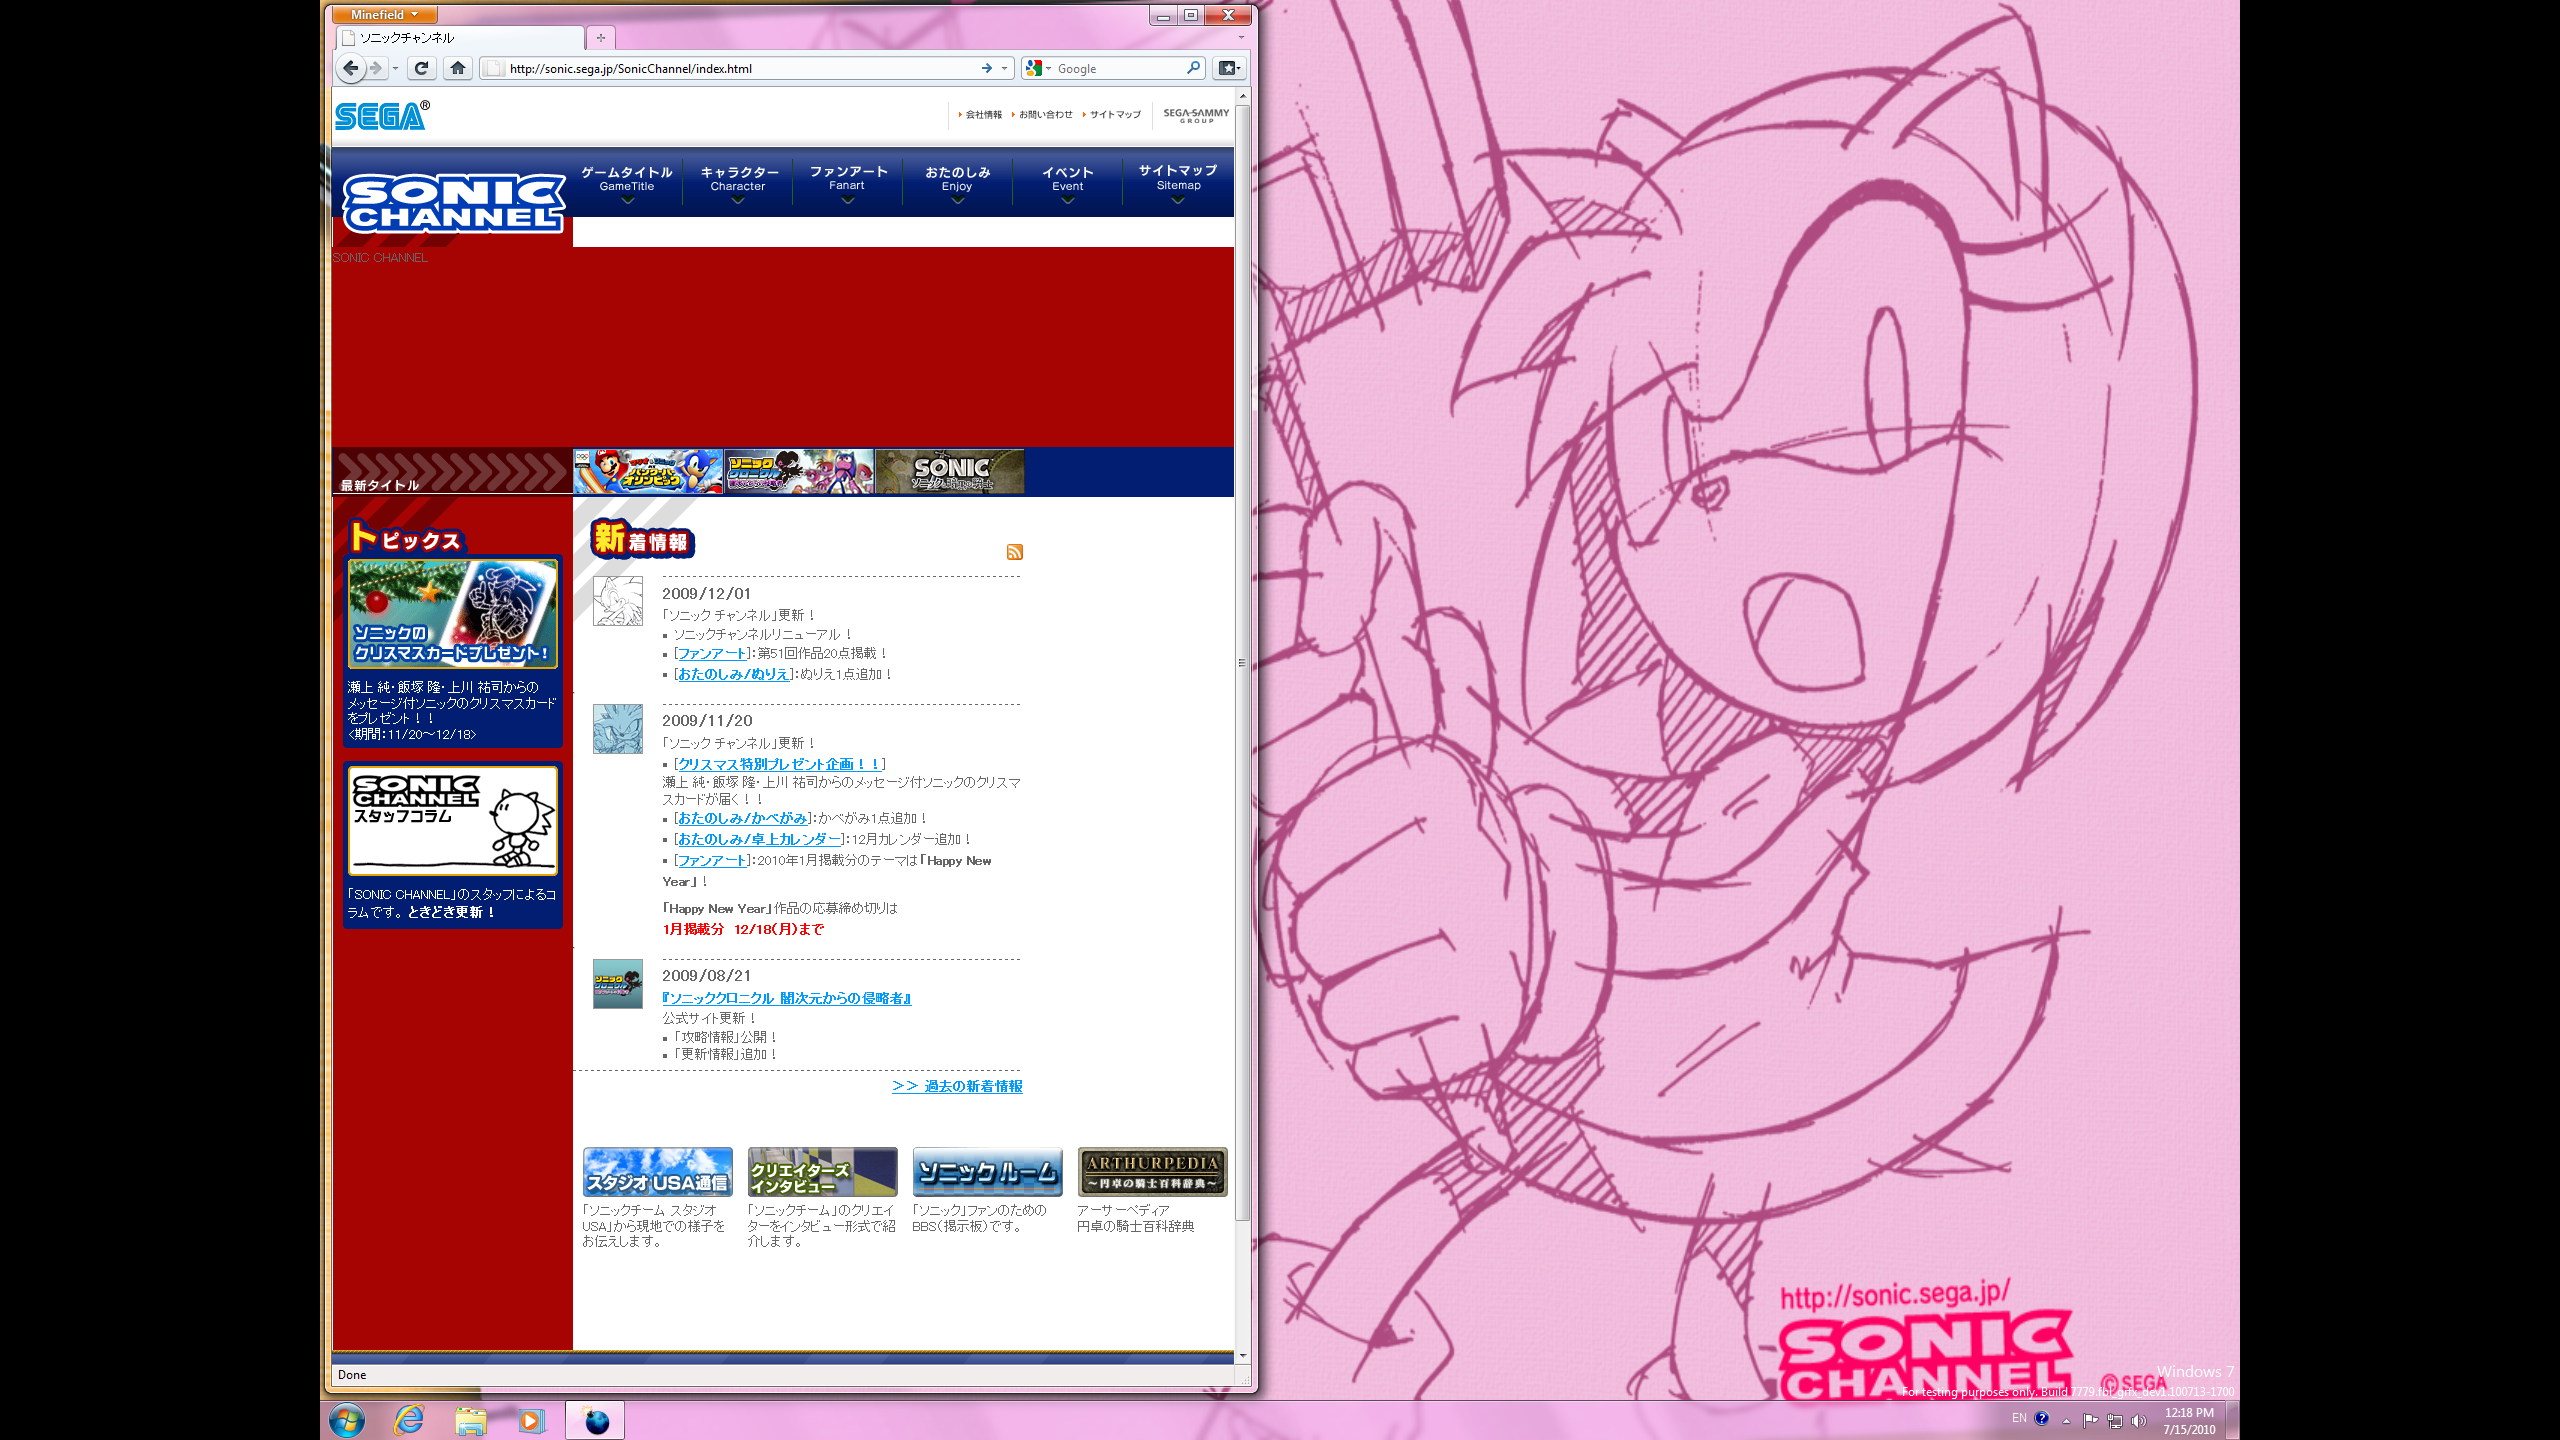 Minefield
ソニックチャンネル
http://sonic.sega.jp/SonicChannel/index.html
Google
SEGA®
会社情報 お問い合わせ サイトマップ
SEGA SAMMY
GROUP
SONIC
CHANNEL
ゲームタイトル
GameTitle
キャラクター
Character
ファンアート
Fanart
おたのしみ
Enjoy
イベント
Event
サイトマップ
Sitemap
SONIC CHANNEL
最新タイトル
バンクーバー
オリンピック
ソニック
クロニクル
SONIC
トピックス
ソニックの
クリスマスカードプレゼント!
瀬上 純・飯塚 隆・上川 祐司からの
メッセージ付ソニックのクリスマスカード
をプレゼント！！
<期間：11/20～12/18>
SONIC
CHANNEL
スタッフコラム
「SONIC CHANNEL」のスタッフによるコ
ラムです。ときどき更新！
新着情報
2009/12/01
「ソニック チャンネル」更新！
ソニックチャンネルリニューアル！
[ファンアート]：第51回作品20点掲載！
[おたのしみ/ぬりえ]：ぬりえ1点追加！
2009/11/20
「ソニック チャンネル」更新！
[クリスマス特別プレゼント企画！！]
瀬上 純・飯塚 隆・上川 祐司からのメッセージ付ソニックのクリスマ
スカードが届く！！
[おたのしみ/かべがみ]：かべがみ1点追加！
[おたのしみ/卓上カレンダー]：12月カレンダー追加！
[ファンアート]：2010年1月掲載分のテーマは「Happy New
Year」！
「Happy New Year」作品の応募締め切りは
1月掲載分 12/18(月)まで
2009/08/21
『ソニッククロニクル 闇次元からの侵略者』
公式サイト更新！
「攻略情報」公開！
「更新情報」追加！
>> 過去の新着情報
スタジオ USA通信
「ソニックチーム スタジオ
USA」から現地での様子を
お伝えします。
クリエイターズ
インタビュー
「ソニックチーム」のクリエイ
ターをインタビュー形式で紹
介します。
ソニック ルーム
「ソニック」ファンのための
BBS（掲示板）です。
ARTHURPEDIA
～円卓の騎士百科辞典～
アーサーペディア
円卓の騎士百科辞典
Done
http://sonic.sega.jp/
SONIC
CHANNEL
©SEGA
Windows 7
For testing purposes only. Build 7779.fbl_grfx_dev1.100713-1700
EN
12:18 PM
7/15/2010